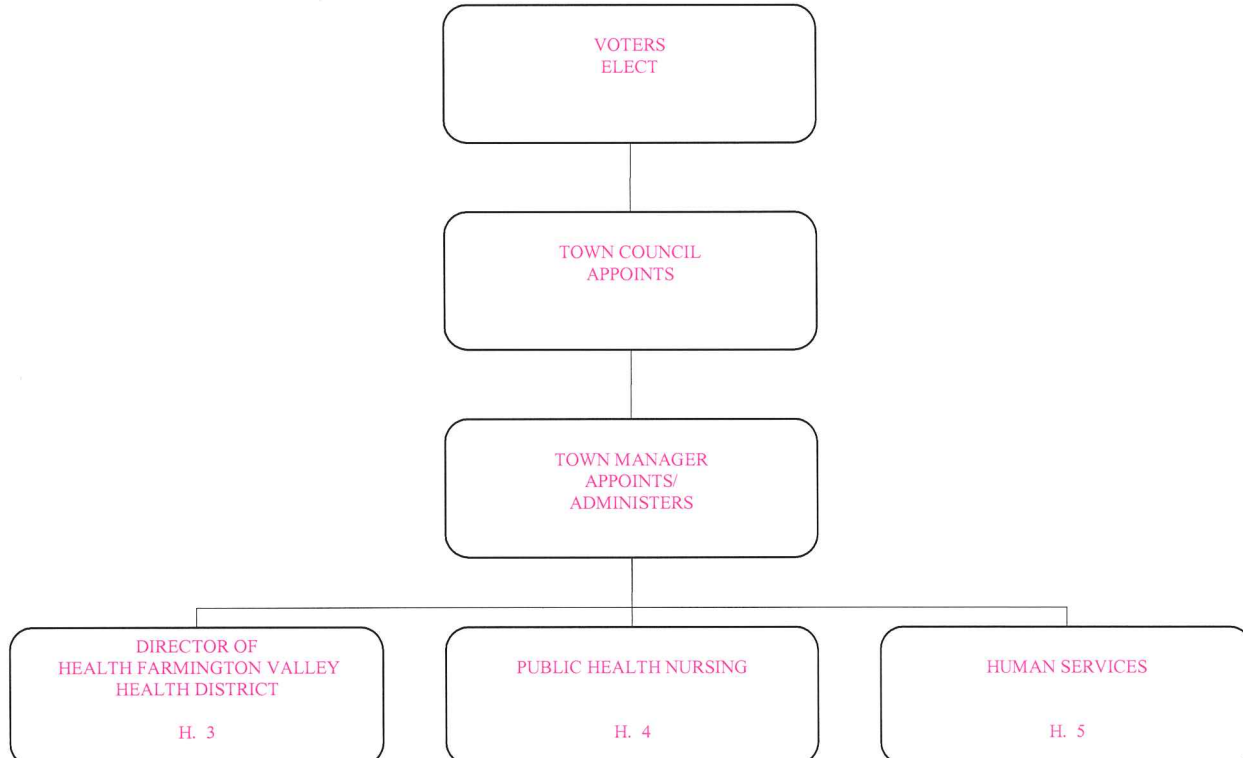 VOTERS
ELECT
TOWN COUNCIL
APPOINTS
TOWN MANAGER
APPOINTS/
ADMINISTERS
DIRECTOR OF
HEALTH FARMINGTON VALLEY
HEALTH DISTRICT
H. 3
PUBLIC HEALTH NURSING
H. 4
HUMAN SERVICES
H. 5